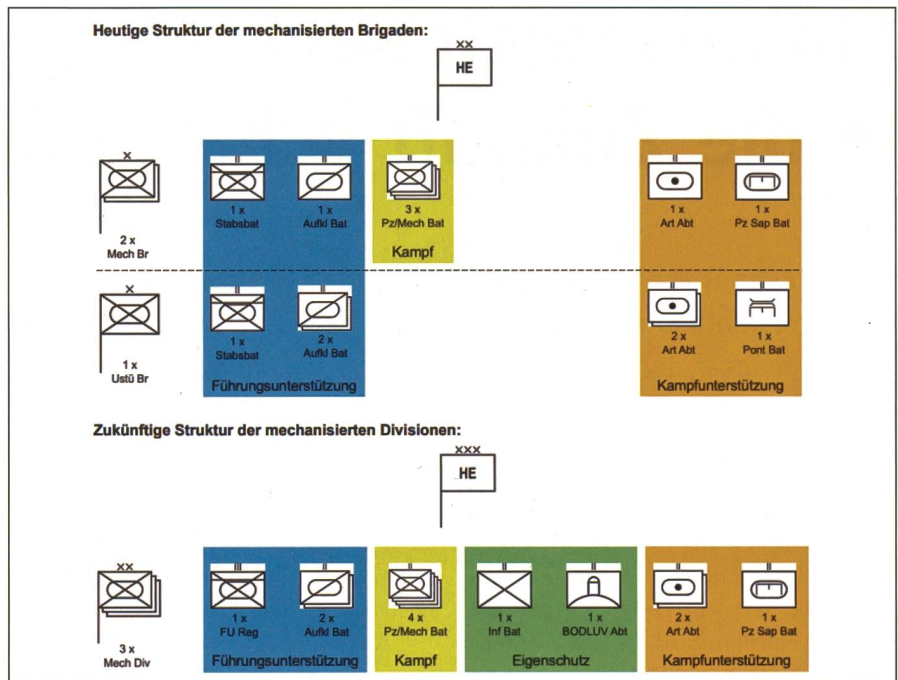 Heutige Struktur der mechanisierten Brigaden:
XX
HE
X
2 x
Mech Br
1 x
Stabsbat
1 x
Aufkl Bat
3 x
Pz/Mech Bat
Kampf
1 x
Art Abt
1 x
Pz Sap Bat
X
1 x
Ustü Br
1 x
Stabsbat
2 x
Aufkl Bat
Führungsunterstützung
2 x
Art Abt
1 x
Pont Bat
Kampfunterstützung
Zukünftige Struktur der mechanisierten Divisionen:
XXX
HE
XX
3 x
Mech Div
1 x
FU Reg
2 x
Aufkl Bat
Führungsunterstützung
4 x
Pz/Mech Bat
Kampf
1 x
Inf Bat
1 x
BODLUV Abt
Eigenschutz
2 x
Art Abt
1 x
Pz Sap Bat
Kampfunterstützung